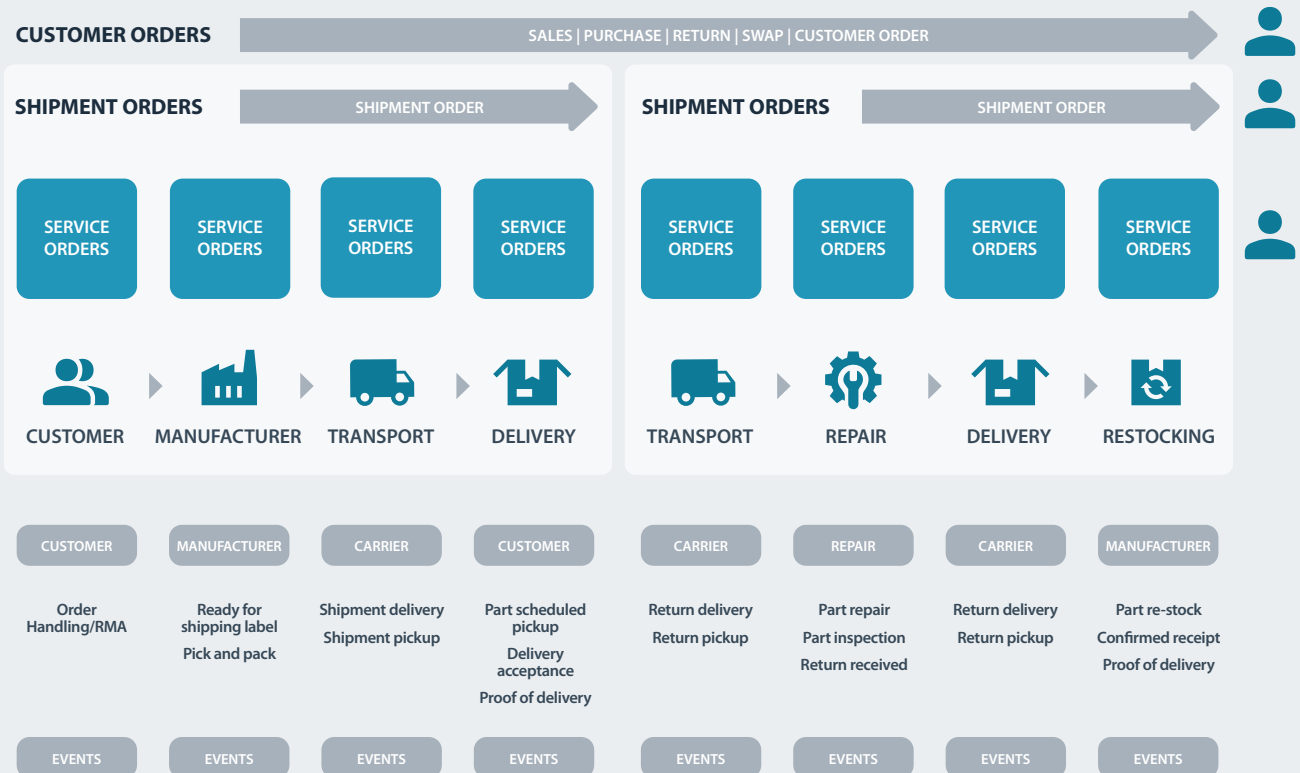 CUSTOMER ORDERS
SALES | PURCHASE | RETURN | SWAP | CUSTOMER ORDER
SHIPMENT ORDERS
SHIPMENT ORDER
SHIPMENT ORDERS
SHIPMENT ORDER
SERVICE
ORDERS
SERVICE
ORDERS
SERVICE
ORDERS
SERVICE
ORDERS
SERVICE
ORDERS
SERVICE
ORDERS
SERVICE
ORDERS
SERVICE
ORDERS
CUSTOMER
MANUFACTURER
TRANSPORT
DELIVERY
TRANSPORT
REPAIR
DELIVERY
RESTOCKING
CUSTOMER
MANUFACTURER
CARRIER
CUSTOMER
CARRIER
REPAIR
CARRIER
MANUFACTURER
Order
Handling/RMA
Ready for
shipping label
Pick and pack
Shipment delivery
Shipment pickup
Part scheduled
pickup
Delivery
acceptance
Proof of delivery
Return delivery
Return pickup
Part repair
Part inspection
Return received
Return delivery
Return pickup
Part re-stock
Confirmed receipt
Proof of delivery
EVENTS
EVENTS
EVENTS
EVENTS
EVENTS
EVENTS
EVENTS
EVENTS